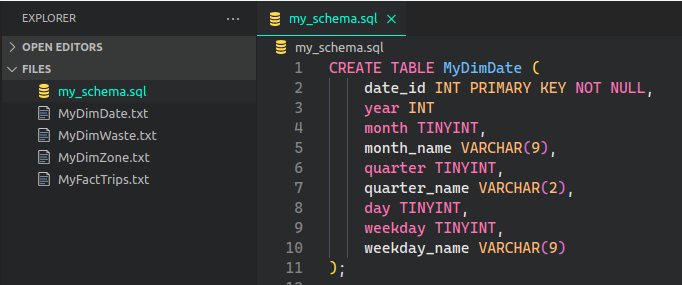 EXPLORER ...
OPEN EDITORS
FILES
my_schema.sql
MyDimDate.txt
MyDimWaste.txt
MyDimZone.txt
MyFactTrips.txt
my_schema.sql
my_schema.sql
1 CREATE TABLE MyDimDate (
2 date_id INT PRIMARY KEY NOT NULL,
3 year INT
4 month TINYINT,
5 month_name VARCHAR(9),
6 quarter TINYINT,
7 quarter_name VARCHAR(2),
8 day TINYINT,
9 weekday TINYINT,
10 weekday_name VARCHAR(9)
11 );